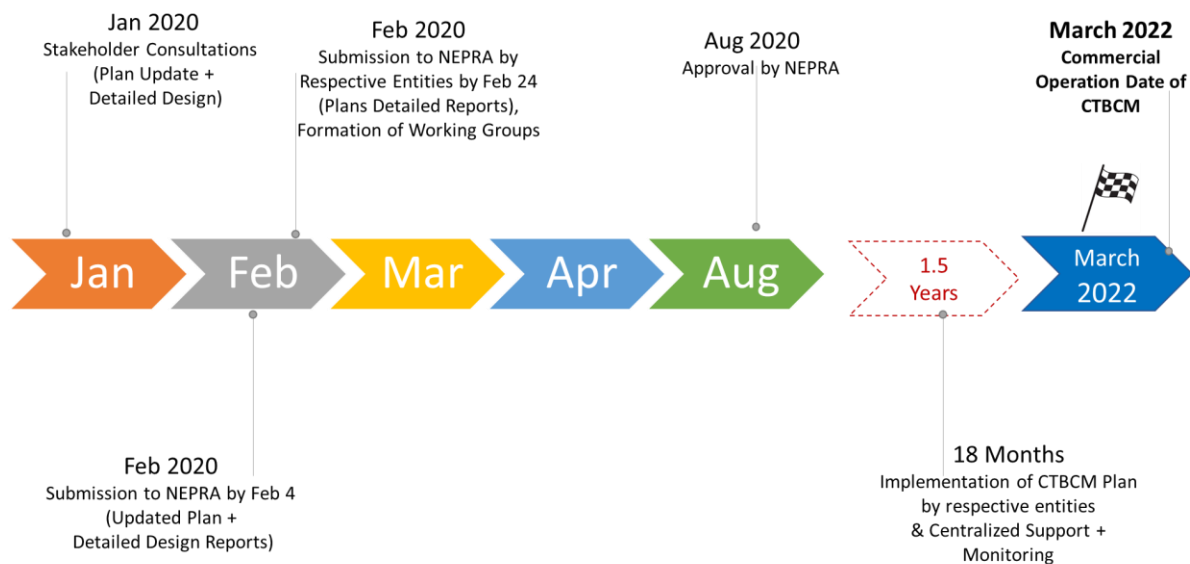 Jan 2020
Stakeholder Consultations
(Plan Update +
Detailed Design)
Feb 2020
Submission to NEPRA by
Respective Entities by Feb 24
(Plans Detailed Reports),
Formation of Working Groups
Aug 2020
Approval by NEPRA
March 2022
Commercial
Operation Date of
CTBCM
Jan
Feb
Mar
Apr
Aug
1.5
Years
March
2022
Feb 2020
Submission to NEPRA by Feb 4
(Updated Plan +
Detailed Design Reports)
18 Months
Implementation of CTBCM Plan
by respective entities
& Centralized Support +
Monitoring